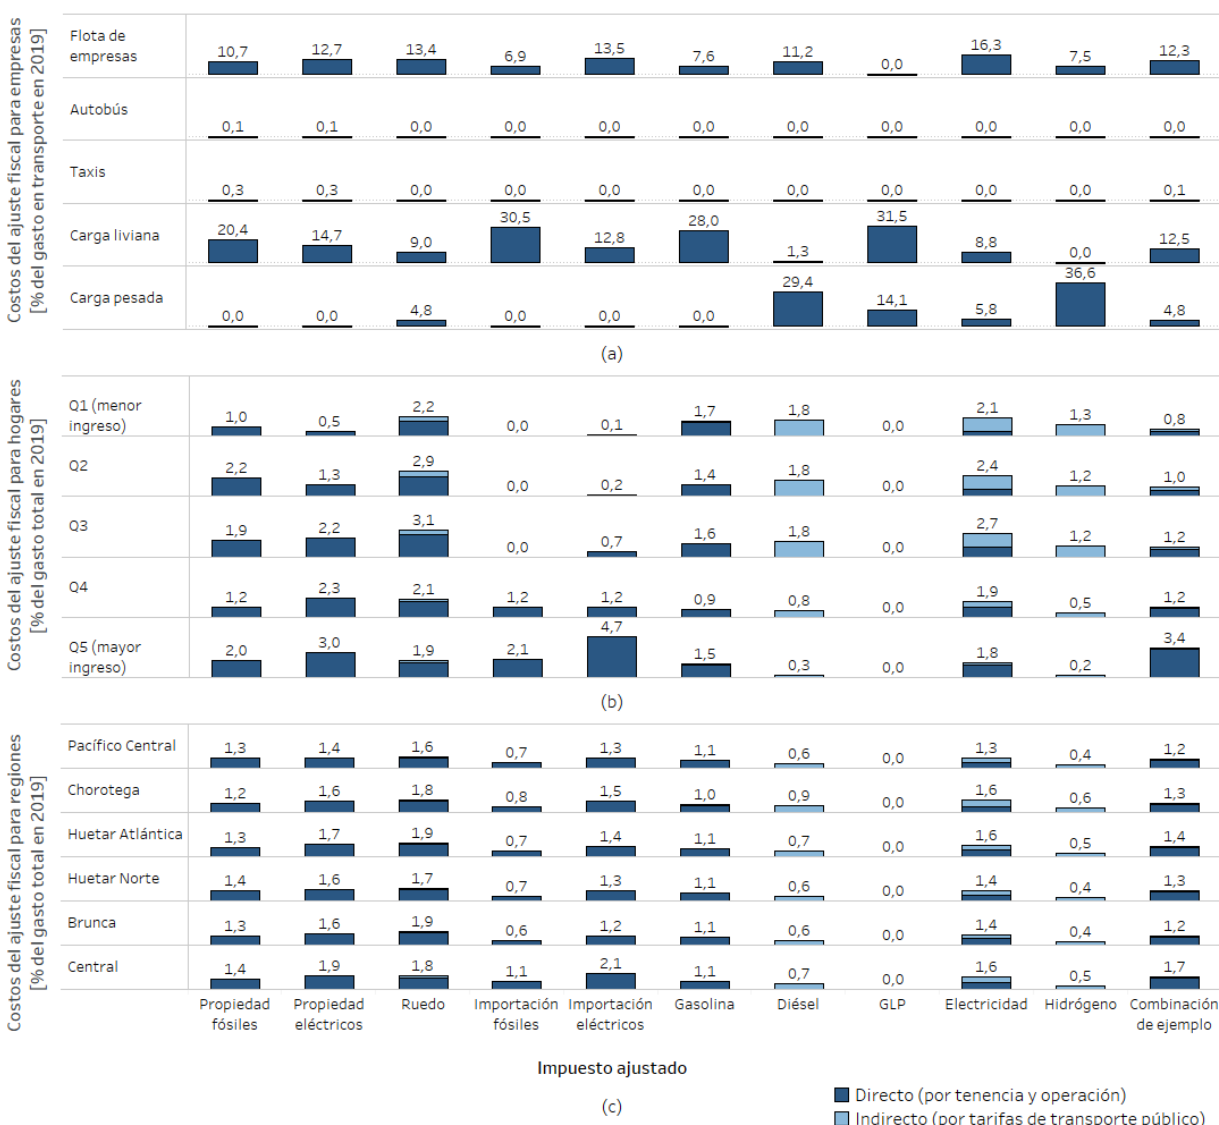 Costos del ajuste fiscal para empresas
[% del gasto en transporte en 2019]
Flota de
empresas
10,7 12,7 13,4 6,9 13,5 7,6 11,2 0,0 16,3 7,5 12,3
Autobús
0,1 0,1 0,0 0,0 0,0 0,0 0,0 0,0 0,0 0,0 0,0
Taxis
0,3 0,3 0,0 0,0 0,0 0,0 0,0 0,0 0,0 0,0 0,1
Carga liviana
20,4 14,7 9,0 30,5 12,8 28,0 1,3 31,5 8,8 0,0 12,5
Carga pesada
0,0 0,0 4,8 0,0 0,0 0,0 29,4 14,1 5,8 36,6 4,8
(a)
Costos del ajuste fiscal para hogares
[% del gasto total en 2019]
Q1 (menor
ingreso)
1,0 0,5 2,2 0,0 0,1 1,7 1,8 0,0 2,1 1,3 0,8
Q2
2,2 1,3 2,9 0,0 0,2 1,4 1,8 0,0 2,4 1,2 1,0
Q3
1,9 2,2 3,1 0,0 0,7 1,6 1,8 0,0 2,7 1,2 1,2
Q4
1,2 2,3 2,1 1,2 1,2 0,9 0,8 0,0 1,9 0,5 1,2
Q5 (mayor
ingreso)
2,0 3,0 1,9 2,1 4,7 1,5 0,3 0,0 1,8 0,2 3,4
(b)
Costos del ajuste fiscal para regiones
[% del gasto total en 2019]
Pacífico Central
1,3 1,4 1,6 0,7 1,3 1,1 0,6 0,0 1,3 0,4 1,2
Chorotega
1,2 1,6 1,8 0,8 1,5 1,0 0,9 0,0 1,6 0,6 1,3
Huetar Atlántica
1,3 1,7 1,9 0,7 1,4 1,1 0,7 0,0 1,6 0,5 1,4
Huetar Norte
1,4 1,6 1,7 0,7 1,3 1,1 0,6 0,0 1,4 0,4 1,3
Brunca
1,3 1,6 1,9 0,6 1,2 1,1 0,6 0,0 1,4 0,4 1,2
Central
1,4 1,9 1,8 1,1 2,1 1,1 0,7 0,0 1,6 0,5 1,7
Propiedad Propiedad Ruedo Importación Importación Gasolina Diésel GLP Electricidad Hidrógeno Combinación
fósiles eléctricos fósiles eléctricos de ejemplo
Impuesto ajustado
(c)
Directo (por tenencia y operación)
Indirecto (por tarifas de transporte público)